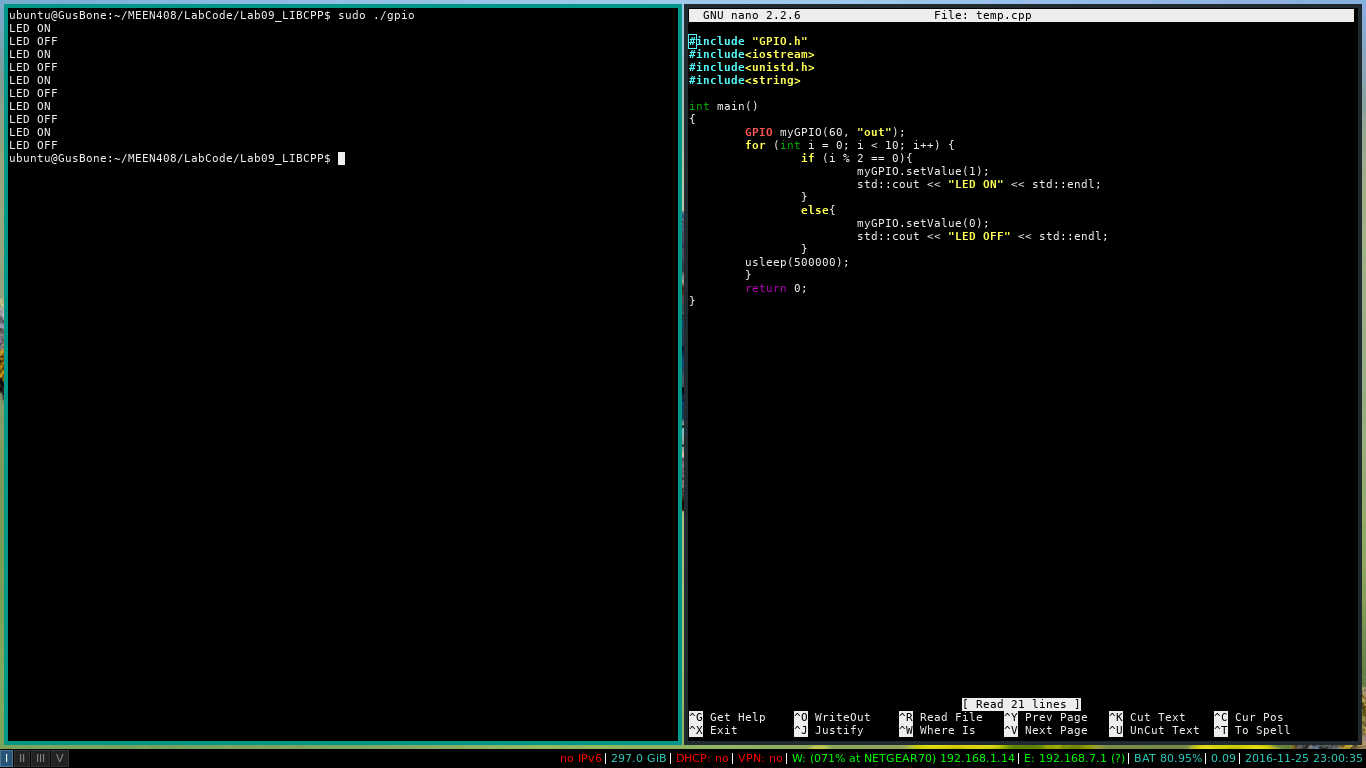 ubuntu@GusBone:~/MEEN408/LabCode/Lab09_LIBCPP$ sudo ./gpio
LED ON
LED OFF
LED ON
LED OFF
LED ON
LED OFF
LED ON
LED OFF
LED ON
LED OFF
ubuntu@GusBone:~/MEEN408/LabCode/Lab09_LIBCPP$
GNU nano 2.2.6 File: temp.cpp
#include "GPIO.h"
#include<iostream>
#include<unistd.h>
#include<string>
int main()
{
        GPIO myGPIO(60, "out");
        for (int i = 0; i < 10; i++) {
                if (i % 2 == 0){
                        myGPIO.setValue(1);
                        std::cout << "LED ON" << std::endl;
                }
                else{
                        myGPIO.setValue(0);
                        std::cout << "LED OFF" << std::endl;
                }
        usleep(500000);
        }
        return 0;
}
[ Read 21 lines ]
^G Get Help ^O WriteOut ^R Read File ^Y Prev Page ^K Cut Text ^C Cur Pos
^X Exit ^J Justify ^W Where Is ^V Next Page ^U UnCut Text ^T To Spell
I II III V no IPv6| 297.0 GiB| DHCP: no| VPN: no| W: (071% at NETGEAR70) 192.168.1.14| E: 192.168.7.1 (?)| BAT 80.95%| 0.09| 2016-11-25 23:00:35